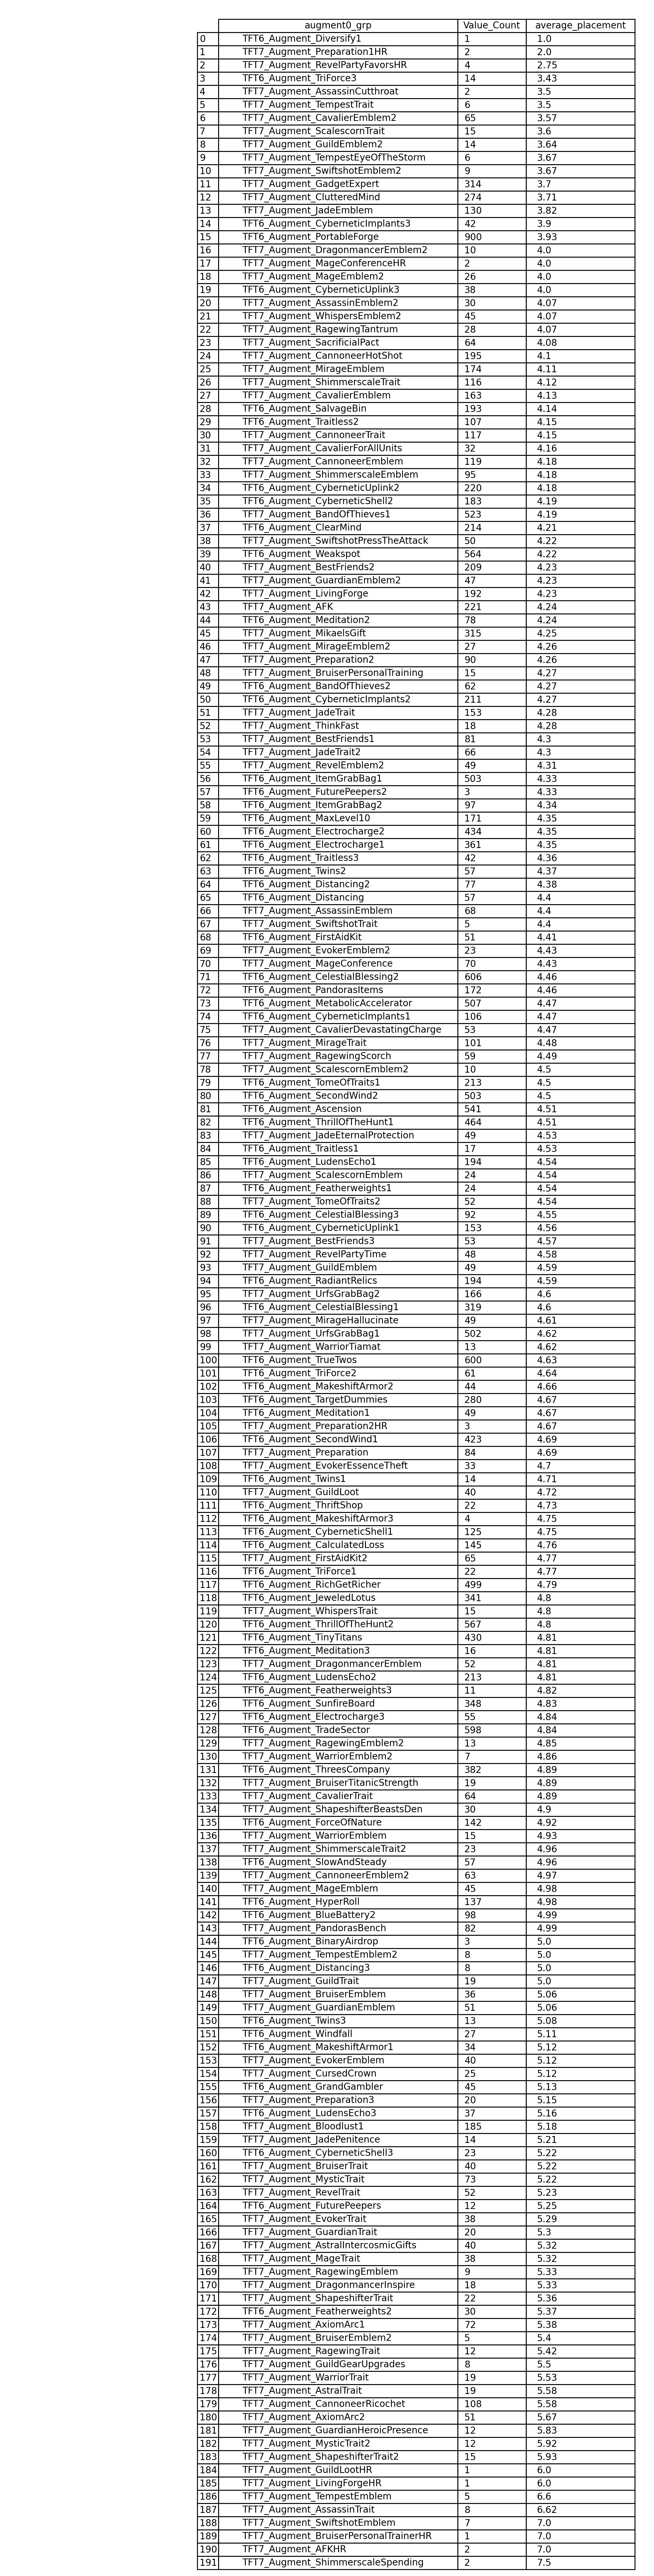 augment0_grp Value_Count average_placement
0 TFT6_Augment_Diversify1 1 1.0
1 TFT7_Augment_Preparation1HR 2 2.0
2 TFT7_Augment_RevelPartyFavorsHR 4 2.75
3 TFT6_Augment_TriForce3 14 3.43
4 TFT7_Augment_AssassinCutthroat 2 3.5
5 TFT7_Augment_TempestTrait 6 3.5
6 TFT7_Augment_CavalierEmblem2 65 3.57
7 TFT7_Augment_ScalescornTrait 15 3.6
8 TFT7_Augment_GuildEmblem2 14 3.64
9 TFT7_Augment_TempestEyeOfTheStorm 6 3.67
10 TFT7_Augment_SwiftshotEmblem2 9 3.67
11 TFT7_Augment_GadgetExpert 314 3.7
12 TFT7_Augment_ClutteredMind 274 3.71
13 TFT7_Augment_JadeEmblem 130 3.82
14 TFT6_Augment_CyberneticImplants3 42 3.9
15 TFT6_Augment_PortableForge 900 3.93
16 TFT7_Augment_DragonmancerEmblem2 10 4.0
17 TFT7_Augment_MageConferenceHR 2 4.0
18 TFT7_Augment_MageEmblem2 26 4.0
19 TFT6_Augment_CyberneticUplink3 38 4.0
20 TFT7_Augment_AssassinEmblem2 30 4.07
21 TFT7_Augment_WhispersEmblem2 45 4.07
22 TFT7_Augment_RagewingTantrum 28 4.07
23 TFT7_Augment_SacrificialPact 64 4.08
24 TFT7_Augment_CannoneerHotShot 195 4.1
25 TFT7_Augment_MirageEmblem 174 4.11
26 TFT7_Augment_ShimmerscaleTrait 116 4.12
27 TFT7_Augment_CavalierEmblem 163 4.13
28 TFT6_Augment_SalvageBin 193 4.14
29 TFT6_Augment_Traitless2 107 4.15
30 TFT7_Augment_CannoneerTrait 117 4.15
31 TFT7_Augment_CavalierForAllUnits 32 4.16
32 TFT7_Augment_CannoneerEmblem 119 4.18
33 TFT7_Augment_ShimmerscaleEmblem 95 4.18
34 TFT6_Augment_CyberneticUplink2 220 4.18
35 TFT6_Augment_CyberneticShell2 183 4.19
36 TFT7_Augment_BandOfThieves1 523 4.19
37 TFT6_Augment_ClearMind 214 4.21
38 TFT7_Augment_SwiftshotPressTheAttack 50 4.22
39 TFT6_Augment_Weakspot 564 4.22
40 TFT7_Augment_BestFriends2 209 4.23
41 TFT7_Augment_GuardianEmblem2 47 4.23
42 TFT7_Augment_LivingForge 192 4.23
43 TFT7_Augment_AFK 221 4.24
44 TFT6_Augment_Meditation2 78 4.24
45 TFT7_Augment_MikaelsGift 315 4.25
46 TFT7_Augment_MirageEmblem2 27 4.26
47 TFT7_Augment_Preparation2 90 4.26
48 TFT7_Augment_BruiserPersonalTraining 15 4.27
49 TFT6_Augment_BandOfThieves2 62 4.27
50 TFT6_Augment_CyberneticImplants2 211 4.27
51 TFT7_Augment_JadeTrait 153 4.28
52 TFT7_Augment_ThinkFast 18 4.28
53 TFT7_Augment_BestFriends1 81 4.3
54 TFT7_Augment_JadeTrait2 66 4.3
55 TFT7_Augment_RevelEmblem2 49 4.31
56 TFT6_Augment_ItemGrabBag1 503 4.33
57 TFT6_Augment_FuturePeepers2 3 4.33
58 TFT6_Augment_ItemGrabBag2 97 4.34
59 TFT7_Augment_MaxLevel10 171 4.35
60 TFT6_Augment_Electrocharge2 434 4.35
61 TFT6_Augment_Electrocharge1 361 4.35
62 TFT6_Augment_Traitless3 42 4.36
63 TFT6_Augment_Twins2 57 4.37
64 TFT6_Augment_Distancing2 77 4.38
65 TFT6_Augment_Distancing 57 4.4
66 TFT7_Augment_AssassinEmblem 68 4.4
67 TFT7_Augment_SwiftshotTrait 5 4.4
68 TFT6_Augment_FirstAidKit 51 4.41
69 TFT7_Augment_EvokerEmblem2 23 4.43
70 TFT7_Augment_MageConference 70 4.43
71 TFT6_Augment_CelestialBlessing2 606 4.46
72 TFT6_Augment_PandorasItems 172 4.46
73 TFT6_Augment_MetabolicAccelerator 507 4.47
74 TFT6_Augment_CyberneticImplants1 106 4.47
75 TFT7_Augment_CavalierDevastatingCharge 53 4.47
76 TFT7_Augment_MirageTrait 101 4.48
77 TFT7_Augment_RagewingScorch 59 4.49
78 TFT7_Augment_ScalescornEmblem2 10 4.5
79 TFT6_Augment_TomeOfTraits1 213 4.5
80 TFT6_Augment_SecondWind2 503 4.5
81 TFT6_Augment_Ascension 541 4.51
82 TFT6_Augment_ThrillOfTheHunt1 464 4.51
83 TFT7_Augment_JadeEternalProtection 49 4.53
84 TFT6_Augment_Traitless1 17 4.53
85 TFT6_Augment_LudensEcho1 194 4.54
86 TFT7_Augment_ScalescornEmblem 24 4.54
87 TFT6_Augment_Featherweights1 24 4.54
88 TFT7_Augment_TomeOfTraits2 52 4.54
89 TFT6_Augment_CelestialBlessing3 92 4.55
90 TFT6_Augment_CyberneticUplink1 153 4.56
91 TFT7_Augment_BestFriends3 53 4.57
92 TFT7_Augment_RevelPartyTime 48 4.58
93 TFT7_Augment_GuildEmblem 49 4.59
94 TFT6_Augment_RadiantRelics 194 4.59
95 TFT7_Augment_UrfsGrabBag2 166 4.6
96 TFT6_Augment_CelestialBlessing1 319 4.6
97 TFT7_Augment_MirageHallucinate 49 4.61
98 TFT7_Augment_UrfsGrabBag1 502 4.62
99 TFT7_Augment_WarriorTiamat 13 4.62
100 TFT6_Augment_TrueTwos 600 4.63
101 TFT6_Augment_TriForce2 61 4.64
102 TFT6_Augment_MakeshiftArmor2 44 4.66
103 TFT6_Augment_TargetDummies 280 4.67
104 TFT6_Augment_Meditation1 49 4.67
105 TFT7_Augment_Preparation2HR 3 4.67
106 TFT6_Augment_SecondWind1 423 4.69
107 TFT7_Augment_Preparation 84 4.69
108 TFT7_Augment_EvokerEssenceTheft 33 4.7
109 TFT6_Augment_Twins1 14 4.71
110 TFT7_Augment_GuildLoot 40 4.72
111 TFT6_Augment_ThriftShop 22 4.73
112 TFT6_Augment_MakeshiftArmor3 4 4.75
113 TFT6_Augment_CyberneticShell1 125 4.75
114 TFT6_Augment_CalculatedLoss 145 4.76
115 TFT7_Augment_FirstAidKit2 65 4.77
116 TFT6_Augment_TriForce1 22 4.77
117 TFT6_Augment_RichGetRicher 499 4.79
118 TFT6_Augment_JeweledLotus 341 4.8
119 TFT7_Augment_WhispersTrait 15 4.8
120 TFT6_Augment_ThrillOfTheHunt2 567 4.8
121 TFT6_Augment_TinyTitans 430 4.81
122 TFT6_Augment_Meditation3 16 4.81
123 TFT7_Augment_DragonmancerEmblem 52 4.81
124 TFT6_Augment_LudensEcho2 213 4.81
125 TFT6_Augment_Featherweights3 11 4.82
126 TFT6_Augment_SunfireBoard 348 4.83
127 TFT6_Augment_Electrocharge3 55 4.84
128 TFT6_Augment_TradeSector 598 4.84
129 TFT7_Augment_RagewingEmblem2 13 4.85
130 TFT7_Augment_WarriorEmblem2 7 4.86
131 TFT6_Augment_ThreesCompany 382 4.89
132 TFT7_Augment_BruiserTitanicStrength 19 4.89
133 TFT7_Augment_CavalierTrait 64 4.89
134 TFT7_Augment_ShapeshifterBeastsDen 30 4.9
135 TFT6_Augment_ForceOfNature 142 4.92
136 TFT7_Augment_WarriorEmblem 15 4.93
137 TFT7_Augment_ShimmerscaleTrait2 23 4.96
138 TFT6_Augment_SlowAndSteady 57 4.96
139 TFT7_Augment_CannoneerEmblem2 63 4.97
140 TFT7_Augment_MageEmblem 45 4.98
141 TFT6_Augment_HyperRoll 137 4.98
142 TFT6_Augment_BlueBattery2 98 4.99
143 TFT7_Augment_PandorasBench 82 4.99
144 TFT6_Augment_BinaryAirdrop 3 5.0
145 TFT7_Augment_TempestEmblem2 8 5.0
146 TFT6_Augment_Distancing3 8 5.0
147 TFT7_Augment_GuildTrait 19 5.0
148 TFT7_Augment_BruiserEmblem 36 5.06
149 TFT7_Augment_GuardianEmblem 51 5.06
150 TFT6_Augment_Twins3 13 5.08
151 TFT6_Augment_Windfall 27 5.11
152 TFT6_Augment_MakeshiftArmor1 34 5.12
153 TFT7_Augment_EvokerEmblem 40 5.12
154 TFT7_Augment_CursedCrown 25 5.12
155 TFT6_Augment_GrandGambler 45 5.13
156 TFT7_Augment_Preparation3 20 5.15
157 TFT6_Augment_LudensEcho3 37 5.16
158 TFT7_Augment_Bloodlust1 185 5.18
159 TFT7_Augment_JadePenitence 14 5.21
160 TFT6_Augment_CyberneticShell3 23 5.22
161 TFT7_Augment_BruiserTrait 40 5.22
162 TFT7_Augment_MysticTrait 73 5.22
163 TFT7_Augment_RevelTrait 52 5.23
164 TFT6_Augment_FuturePeepers 12 5.25
165 TFT7_Augment_EvokerTrait 38 5.29
166 TFT7_Augment_GuardianTrait 20 5.3
167 TFT7_Augment_AstralIntercosmicGifts 40 5.32
168 TFT7_Augment_MageTrait 38 5.32
169 TFT7_Augment_RagewingEmblem 9 5.33
170 TFT7_Augment_DragonmancerInspire 18 5.33
171 TFT7_Augment_ShapeshifterTrait 22 5.36
172 TFT6_Augment_Featherweights2 30 5.37
173 TFT7_Augment_AxiomArc1 72 5.38
174 TFT7_Augment_BruiserEmblem2 5 5.4
175 TFT7_Augment_RagewingTrait 12 5.42
176 TFT7_Augment_GuildGearUpgrades 8 5.5
177 TFT7_Augment_WarriorTrait 19 5.53
178 TFT7_Augment_AstralTrait 19 5.58
179 TFT7_Augment_CannoneerRicochet 108 5.58
180 TFT7_Augment_AxiomArc2 51 5.67
181 TFT7_Augment_GuardianHeroicPresence 12 5.83
182 TFT7_Augment_MysticTrait2 12 5.92
183 TFT7_Augment_ShapeshifterTrait2 15 5.93
184 TFT7_Augment_GuildLootHR 1 6.0
185 TFT7_Augment_LivingForgeHR 1 6.0
186 TFT7_Augment_TempestEmblem 5 6.6
187 TFT7_Augment_AssassinTrait 8 6.62
188 TFT7_Augment_SwiftshotEmblem 7 7.0
189 TFT7_Augment_BruiserPersonalTrainerHR 1 7.0
190 TFT7_Augment_AFKHR 2 7.0
191 TFT7_Augment_ShimmerscaleSpending 2 7.5